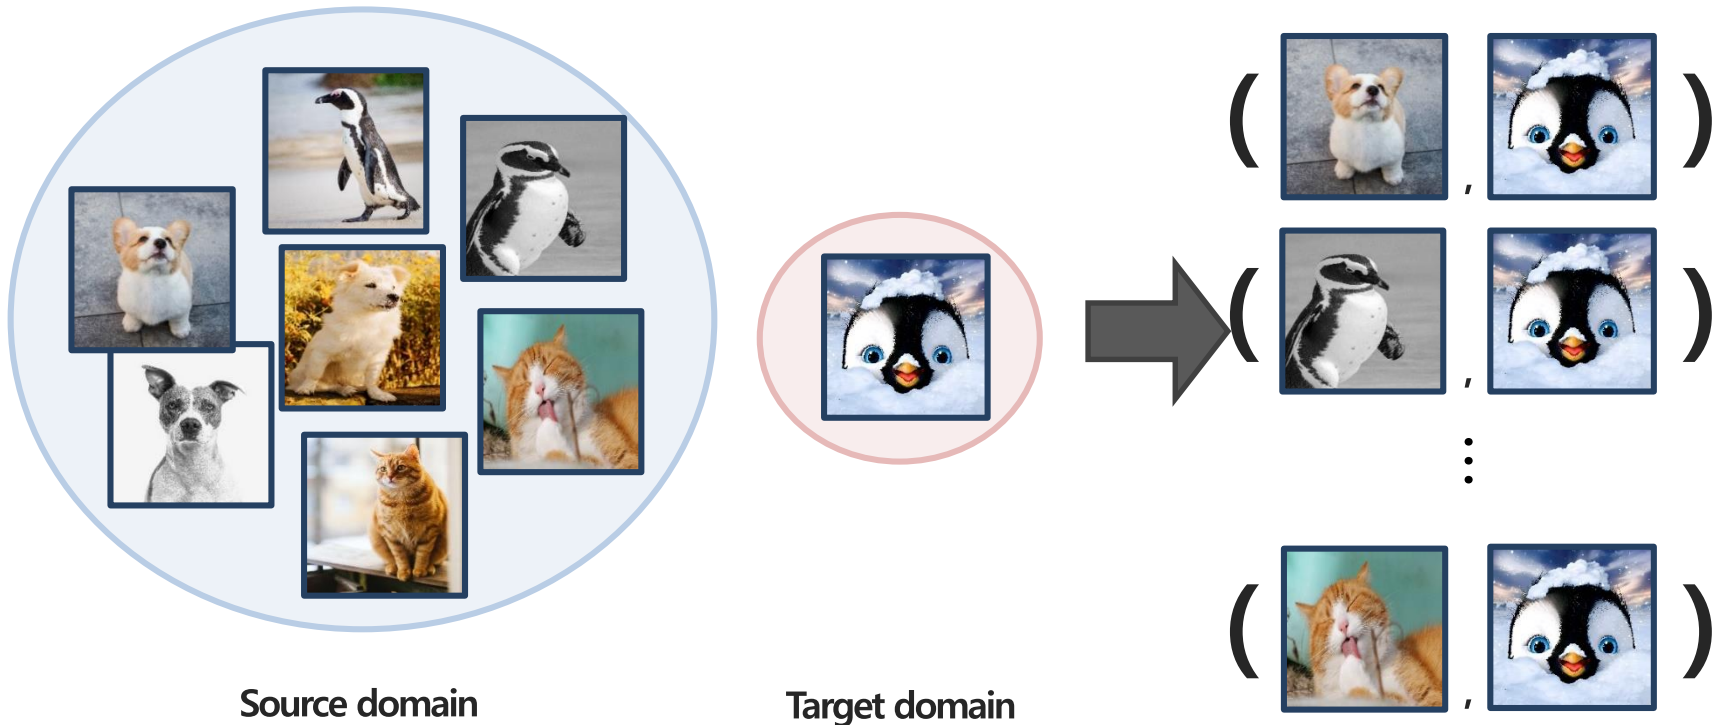 ( , )
( , )
⋮
( , )
Source domain
Target domain